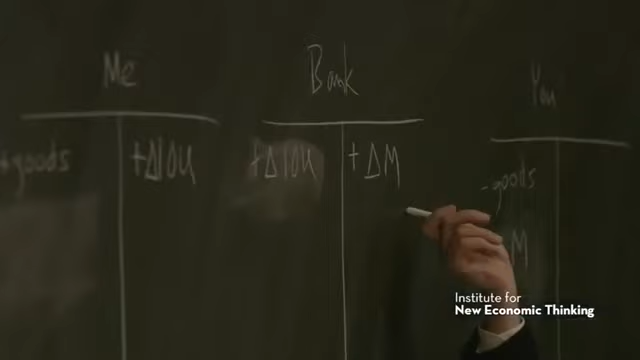 Me
Bank
You
+goods
+ΔIOU
+ΔIOU
+ΔM
-goods
M
Institute for
New Economic Thinking